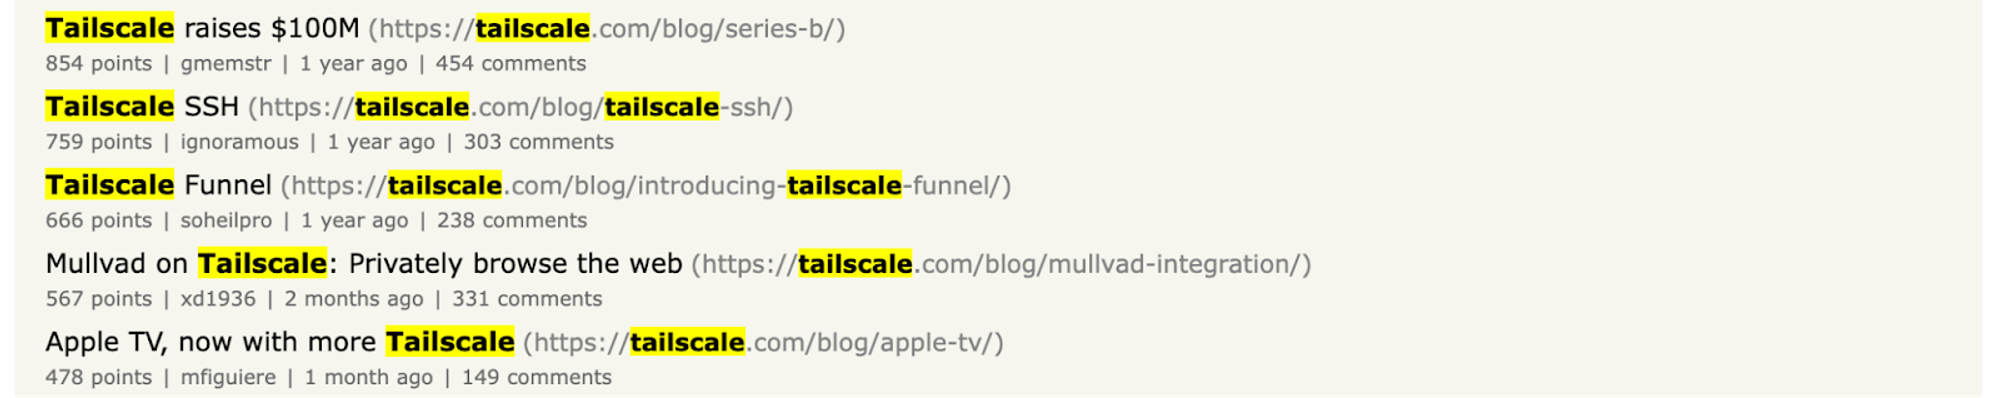 Tailscale raises $100M (https://tailscale.com/blog/series-b/)
854 points | gmemstr | 1 year ago | 454 comments
Tailscale SSH (https://tailscale.com/blog/tailscale-ssh/)
759 points | ignoramous | 1 year ago | 303 comments
Tailscale Funnel (https://tailscale.com/blog/introducing-tailscale-funnel/)
666 points | soheilpro | 1 year ago | 238 comments
Mullvad on Tailscale: Privately browse the web (https://tailscale.com/blog/mullvad-integration/)
567 points | xd1936 | 2 months ago | 331 comments
Apple TV, now with more Tailscale (https://tailscale.com/blog/apple-tv/)
478 points | mfiguiere | 1 month ago | 149 comments